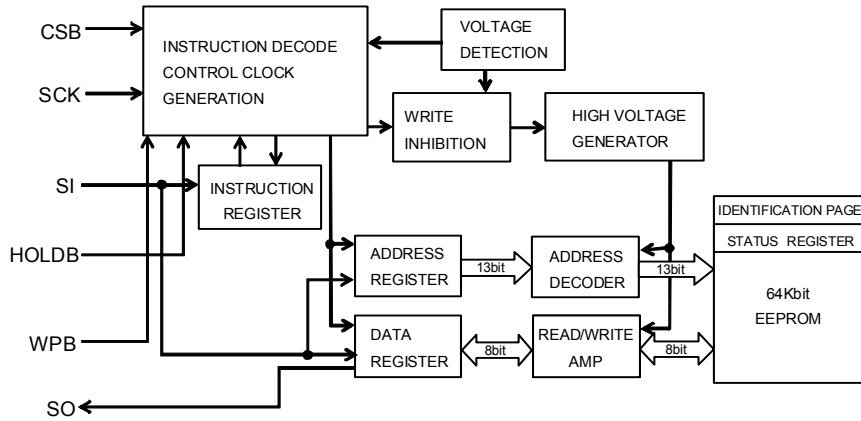 CSB
SCK
SI
HOLDB
WPB
SO
INSTRUCTION DECODE
CONTROL CLOCK
GENERATION
VOLTAGE
DETECTION
WRITE
INHIBITION
HIGH VOLTAGE
GENERATOR
INSTRUCTION
REGISTER
ADDRESS
REGISTER
13bit
ADDRESS
DECODER
13bit
DATA
REGISTER
8bit
READ/WRITE
AMP
8bit
IDENTIFICATION PAGE
STATUS REGISTER
64Kbit
EEPROM